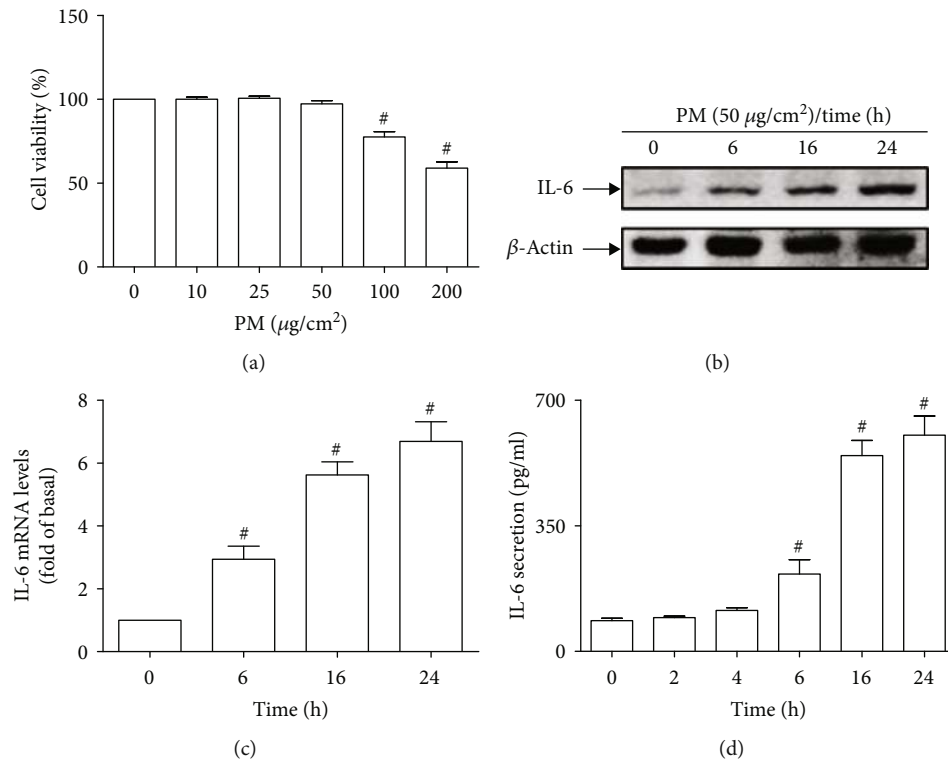 150
100
50
0
Cell viability (%)
#
#
0 10 25 50 100 200
PM (μg/cm²)
(a)
PM (50 μg/cm²)/time (h)
0 6 16 24
IL-6
β-Actin
(b)
8
6
4
2
0
IL-6 mRNA levels
(fold of basal)
#
#
#
0 6 16 24
Time (h)
(c)
700
350
0
IL-6 secretion (pg/ml)
#
#
#
0 2 4 6 16 24
Time (h)
(d)